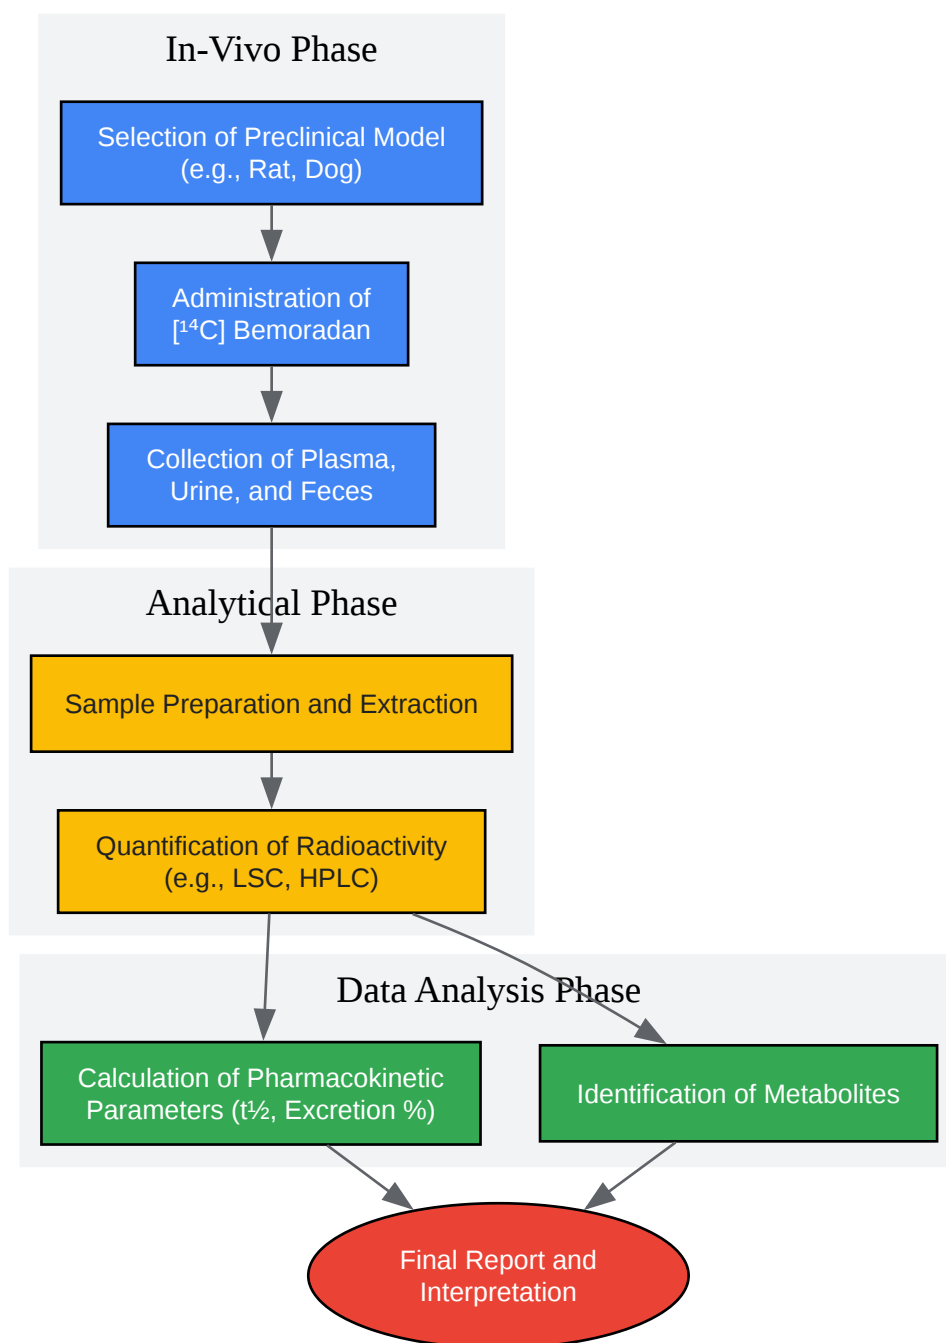 In-Vivo Phase
Selection of Preclinical Model
(e.g., Rat, Dog)
Administration of
[¹⁴C] Bemoradan
Collection of Plasma,
Urine, and Feces
Analytical Phase
Sample Preparation and Extraction
Quantification of Radioactivity
(e.g., LSC, HPLC)
Data Analysis Phase
Calculation of Pharmacokinetic
Parameters (t½, Excretion %)
Identification of Metabolites
Final Report and
Interpretation